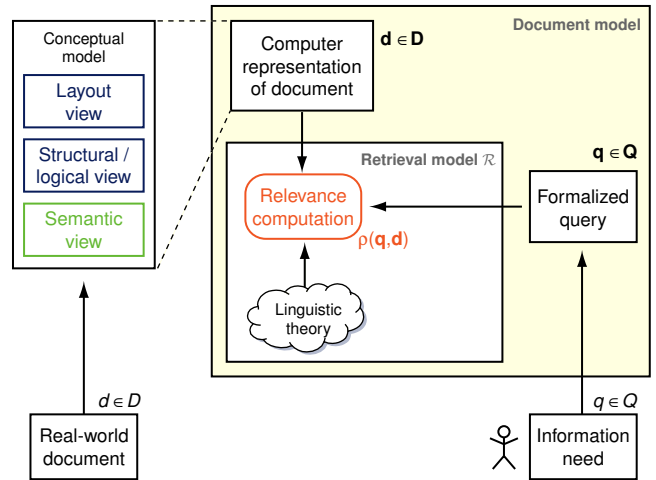 Conceptual
model
Layout
view
Structural /
logical view
Semantic
view
Computer
representation
of document
d ∈ D
Document model
Retrieval model ℛ
q ∈ Q
Relevance
computation
ρ(q,d)
Formalized
query
Linguistic
theory
d ∈ D
Real-world
document
q ∈ Q
Information
need